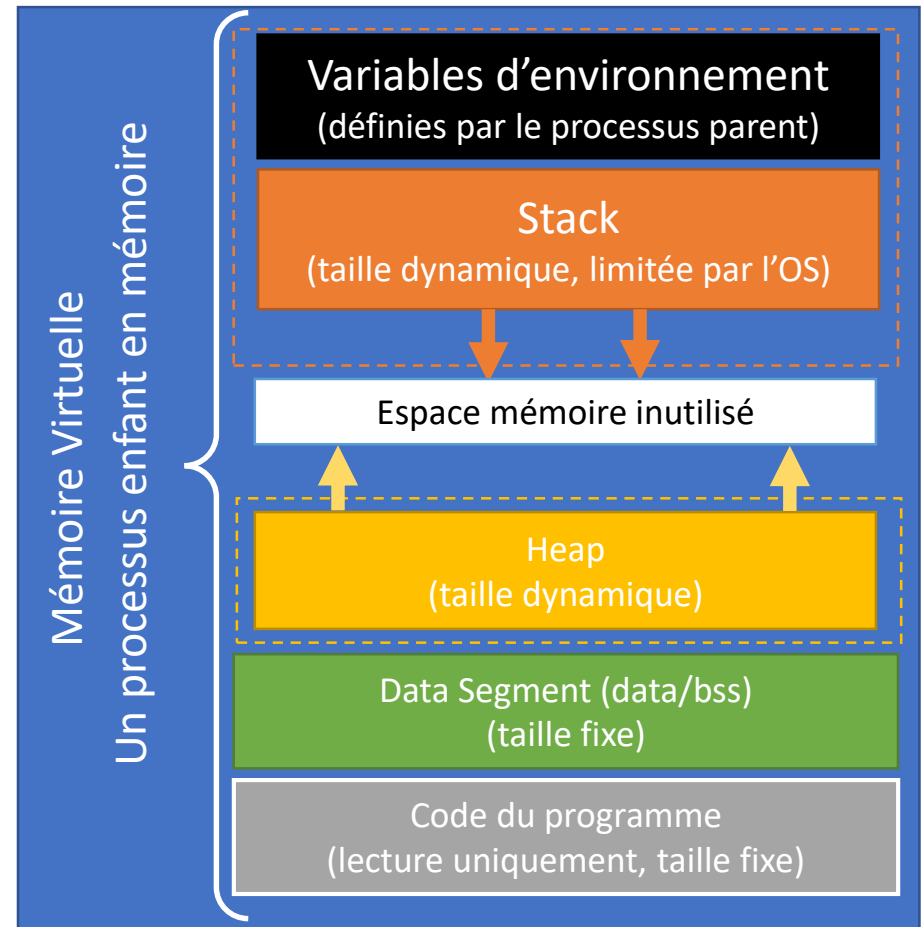 Mémoire Virtuelle
Un processus enfant en mémoire
Variables d'environnement
(définies par le processus parent)
Stack
(taille dynamique, limitée par l'OS)
Espace mémoire inutilisé
Heap
(taille dynamique)
Data Segment (data/bss)
(taille fixe)
Code du programme
(lecture uniquement, taille fixe)